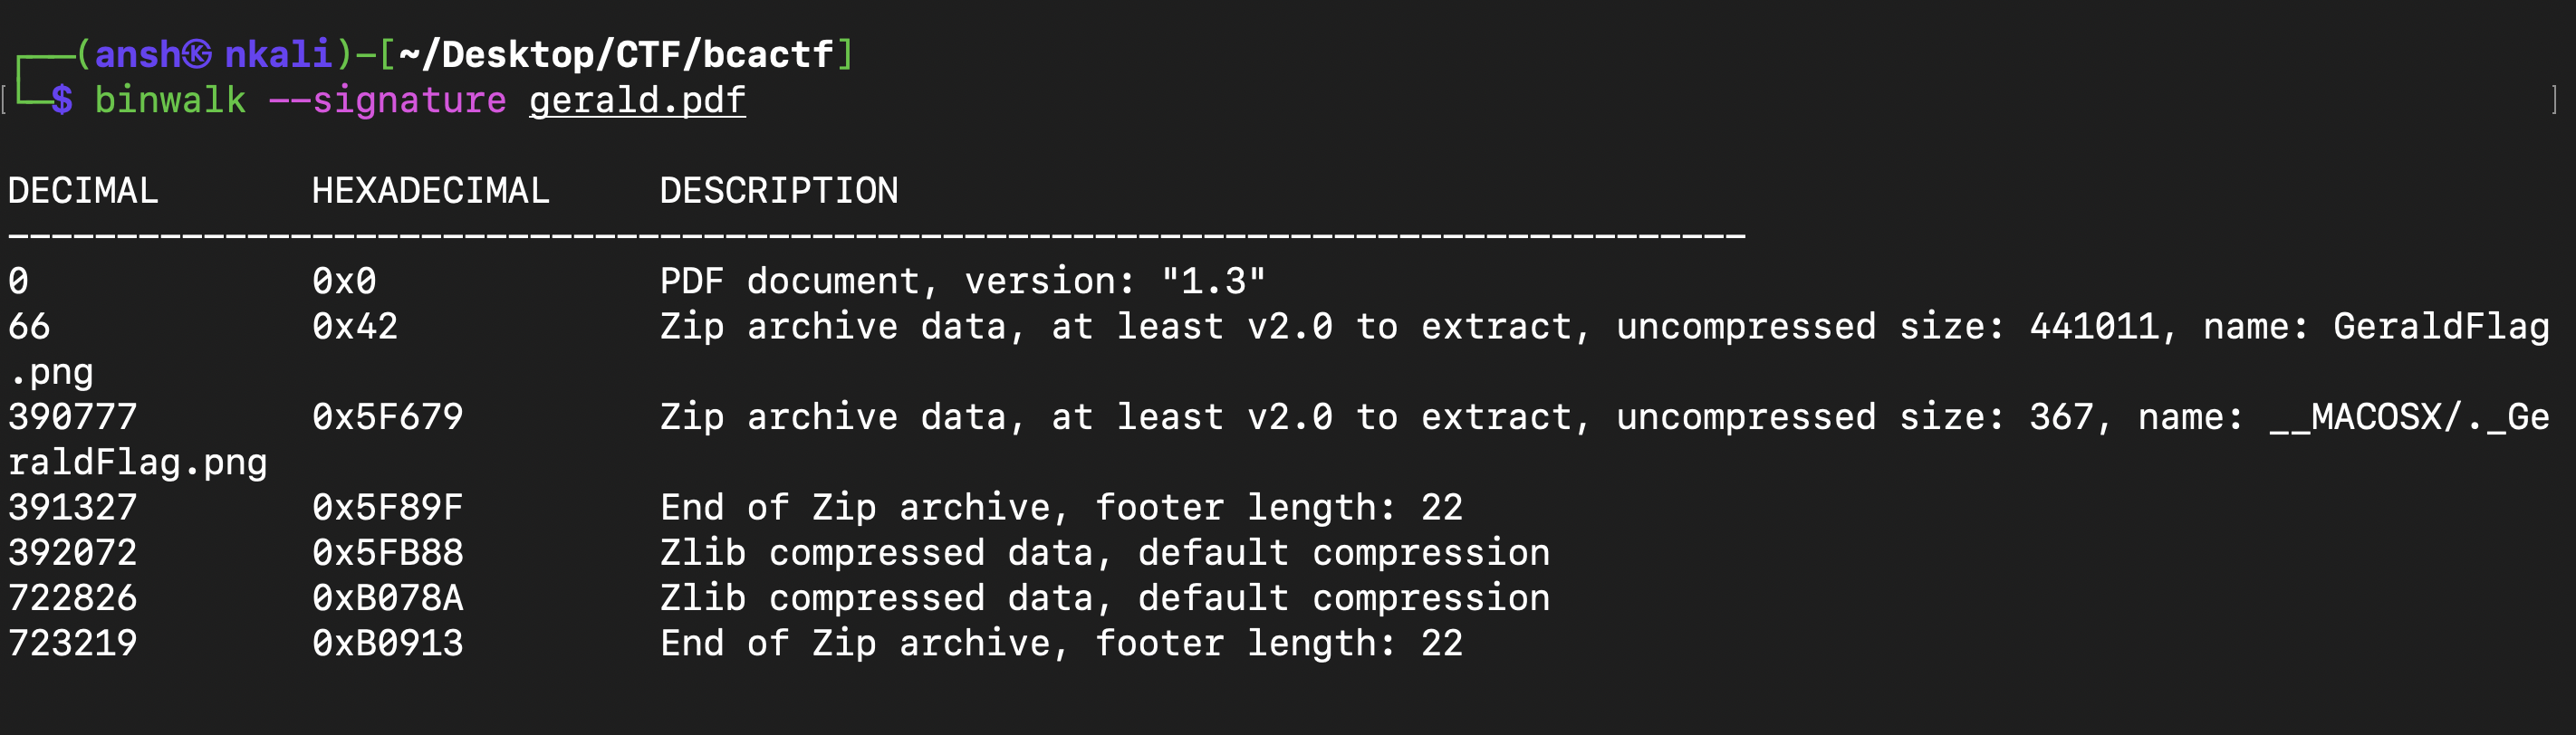 ┌──(ansh㉿nkali)-[~/Desktop/CTF/bcactf]
[└─$ binwalk --signature gerald.pdf ]
DECIMAL       HEXADECIMAL     DESCRIPTION
--------------------------------------------------------------------------------
0             0x0             PDF document, version: "1.3"
66            0x42            Zip archive data, at least v2.0 to extract, uncompressed size: 441011, name: GeraldFlag
.png
390777        0x5F679         Zip archive data, at least v2.0 to extract, uncompressed size: 367, name: __MACOSX/._Ge
raldFlag.png
391327        0x5F89F         End of Zip archive, footer length: 22
392072        0x5FB88         Zlib compressed data, default compression
722826        0xB078A         Zlib compressed data, default compression
723219        0xB0913         End of Zip archive, footer length: 22